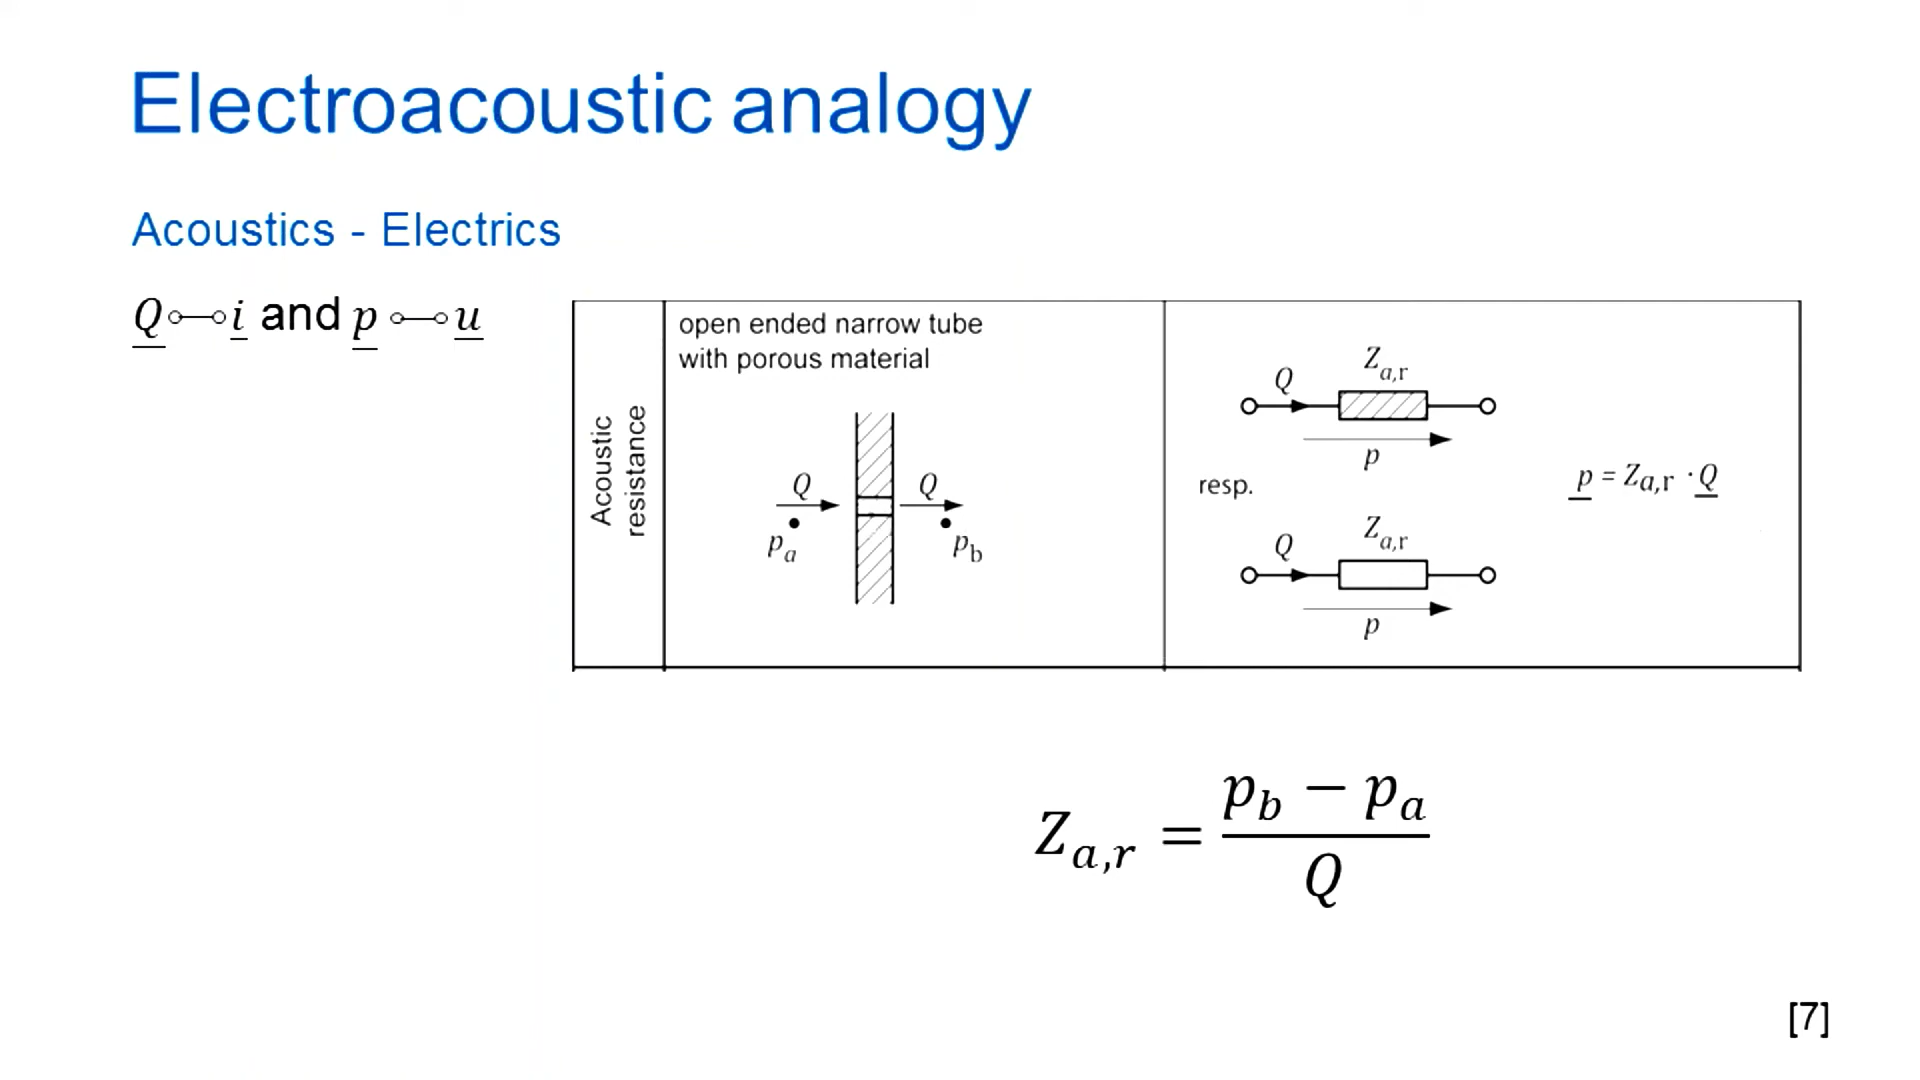 Electroacoustic analogy
Acoustics - Electrics
Q i and p u
Acoustic
resistance
open ended narrow tube
with porous material
Q Q
pa pb
Q Za,r
p
resp.
Q Za,r
p
p = Za,r · Q
Za,r = pb − pa / Q
[7]